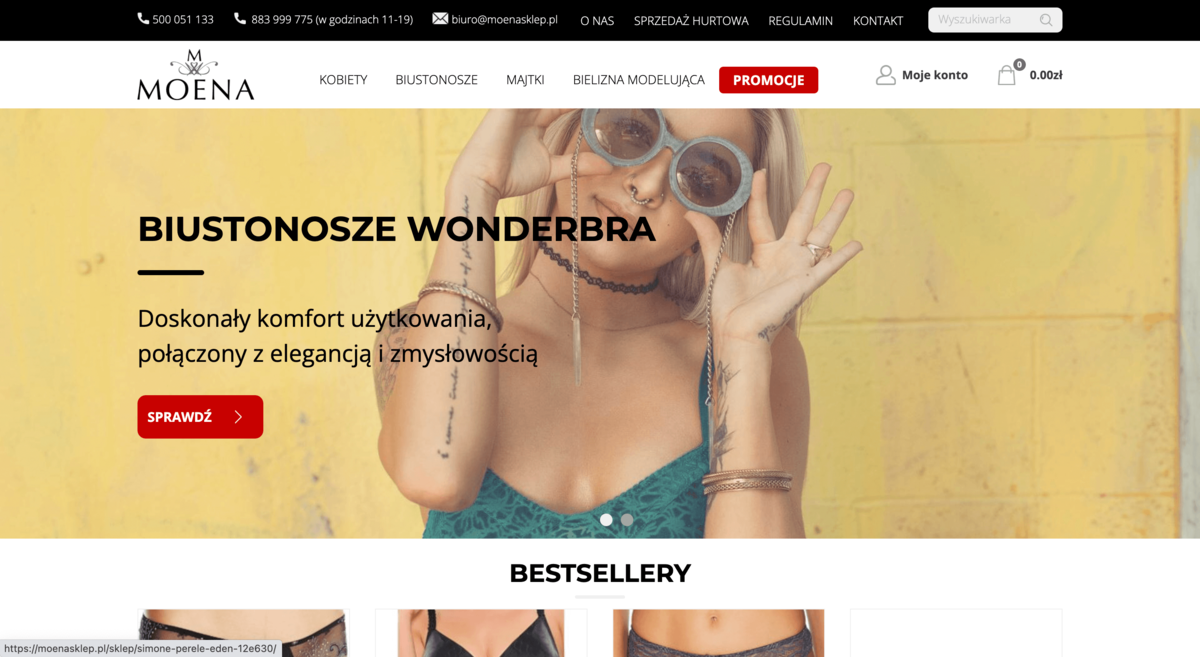 500 051 133
883 999 775 (w godzinach 11-19)
biuro@moenasklep.pl
O NAS
SPRZEDAŻ HURTOWA
REGULAMIN
KONTAKT
Wyszukiwarka
M
MOENA
KOBIETY
BIUSTONOSZE
MAJTKI
BIELIZNA MODELUJĄCA
PROMOCJE
Moje konto
0
0.00zł
BIUSTONOSZE WONDERBRA
Doskonały komfort użytkowania,
połączony z elegancją i zmysłowością
SPRAWDŹ
BESTSELLERY
https://moenasklep.pl/sklep/simone-perele-eden-12e630/